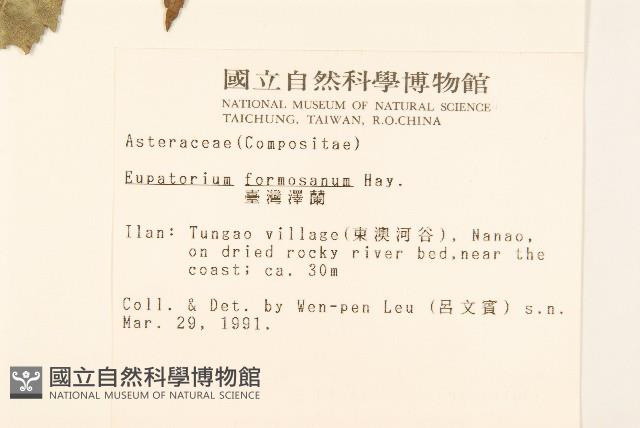 國立自然科學博物館
NATIONAL MUSEUM OF NATURAL SCIENCE
TAICHUNG, TAIWAN, R.O.CHINA
Asteraceae(Compositae)
Eupatorium formosanum Hay.
臺灣澤蘭
Ilan: Tungao village(東澳河谷), Nanao,
on dried rocky river bed,near the
coast; ca. 30m
Coll. & Det. by Wen-pen Leu (呂文賓) s.n.
Mar. 29, 1991.
國立自然科學博物館
NATIONAL MUSEUM OF NATURAL SCIENCE